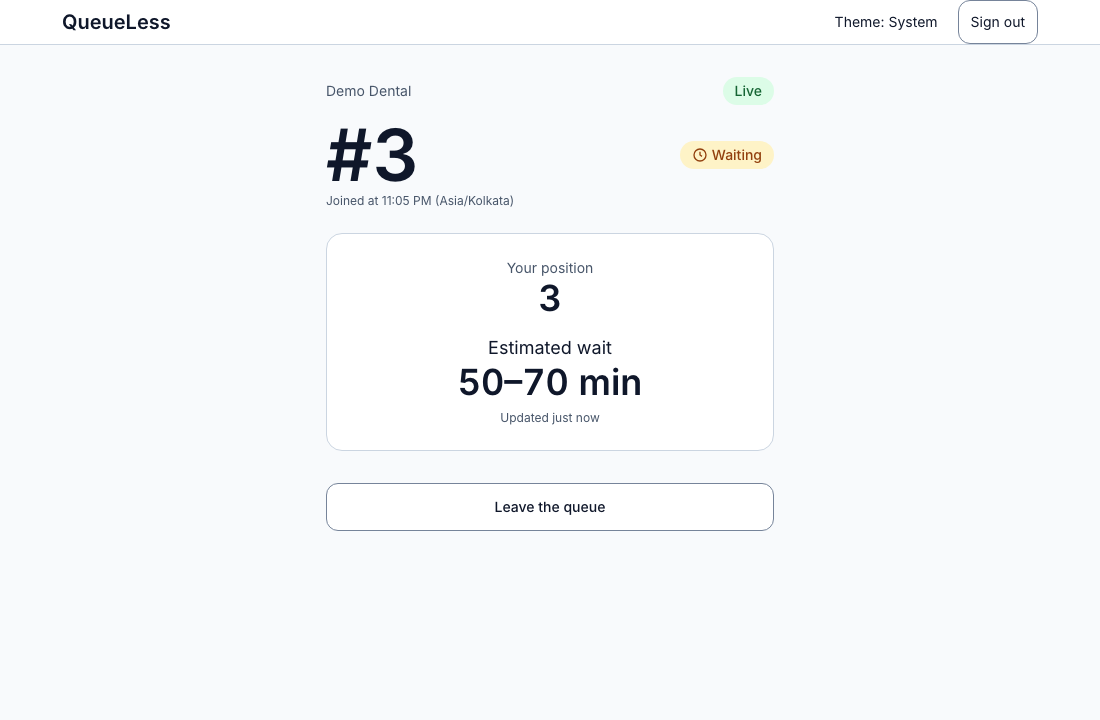 QueueLess
Theme: System
Sign out
Demo Dental
Live
#3
Waiting
Joined at 11:05 PM (Asia/Kolkata)
Your position
3
Estimated wait
50–70 min
Updated just now
Leave the queue